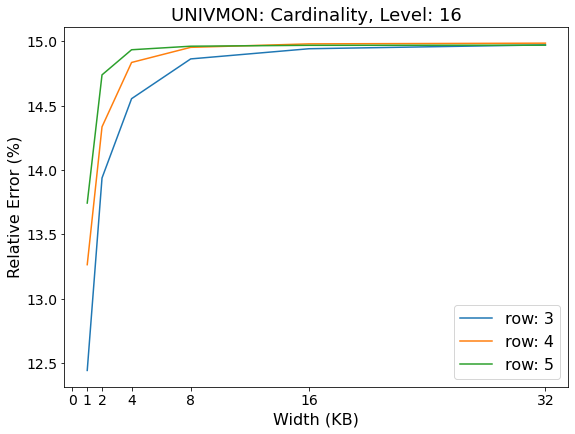 UNIVMON: Cardinality, Level: 16
Relative Error (%)
15.0
14.5
14.0
13.5
13.0
12.5
row: 3
row: 4
row: 5
0 1 2 4 8 16 32
Width (KB)